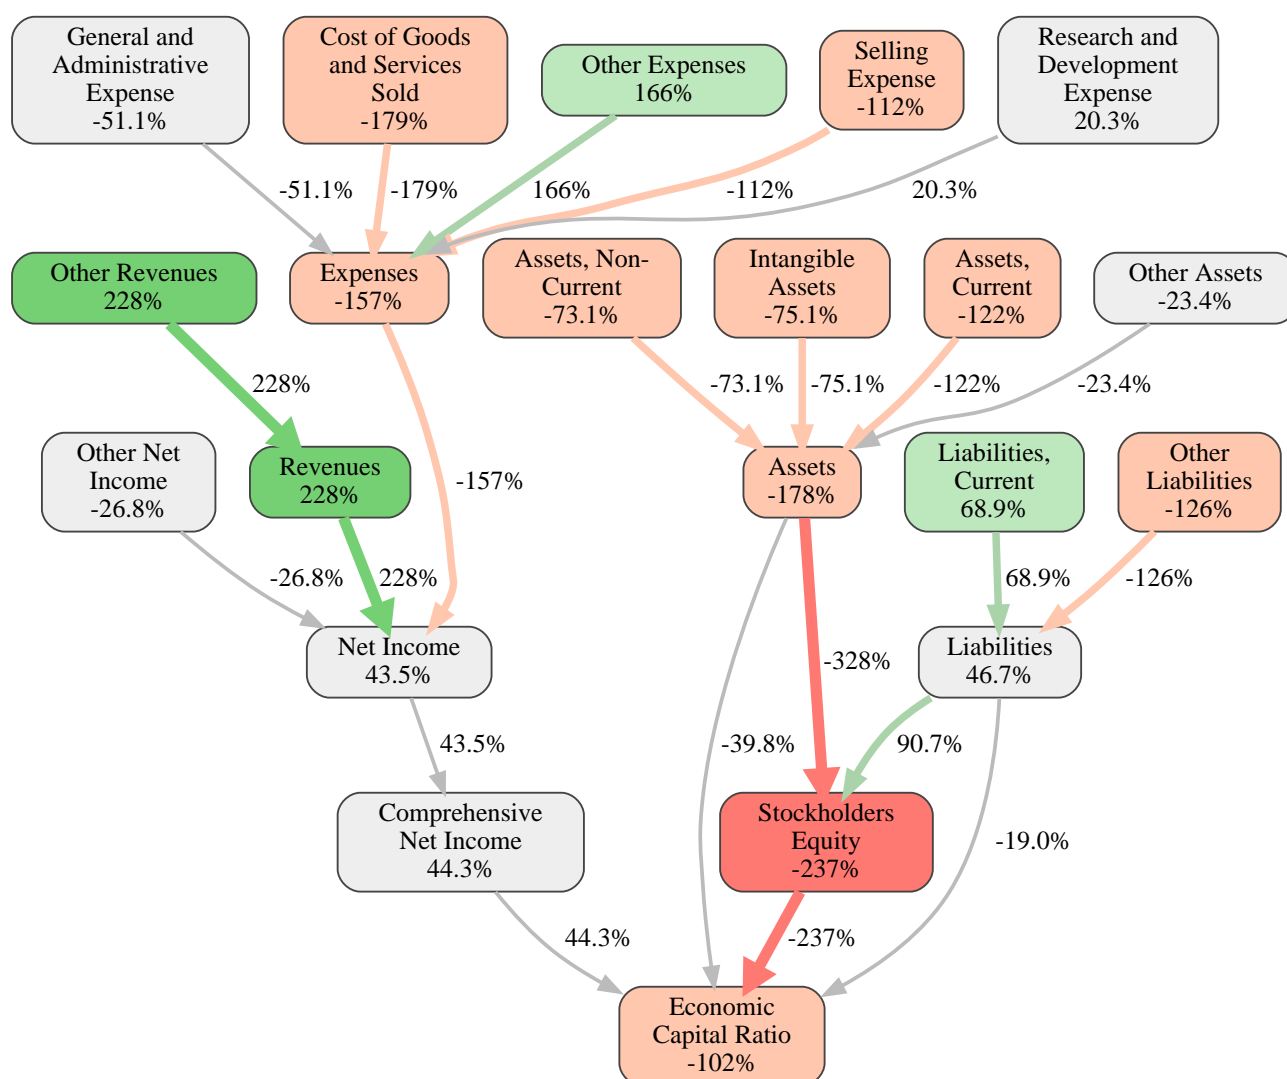 General and
Administrative
Expense
-51.1%
Cost of Goods
and Services
Sold
-179%
Other Expenses
166%
Selling
Expense
-112%
Research and
Development
Expense
20.3%
-51.1%
-179%
166%
-112%
20.3%
Other Revenues
228%
Expenses
-157%
Assets, Non-
Current
-73.1%
Intangible
Assets
-75.1%
Assets,
Current
-122%
Other Assets
-23.4%
228%
-73.1%
-75.1%
-122%
-23.4%
Other Net
Income
-26.8%
Revenues
228%
-157%
Assets
-178%
Liabilities,
Current
68.9%
Other
Liabilities
-126%
-26.8%
228%
68.9%
-126%
Net Income
43.5%
-328%
Liabilities
46.7%
43.5%
-39.8%
90.7%
Comprehensive
Net Income
44.3%
Stockholders
Equity
-237%
-19.0%
44.3%
-237%
Economic
Capital Ratio
-102%